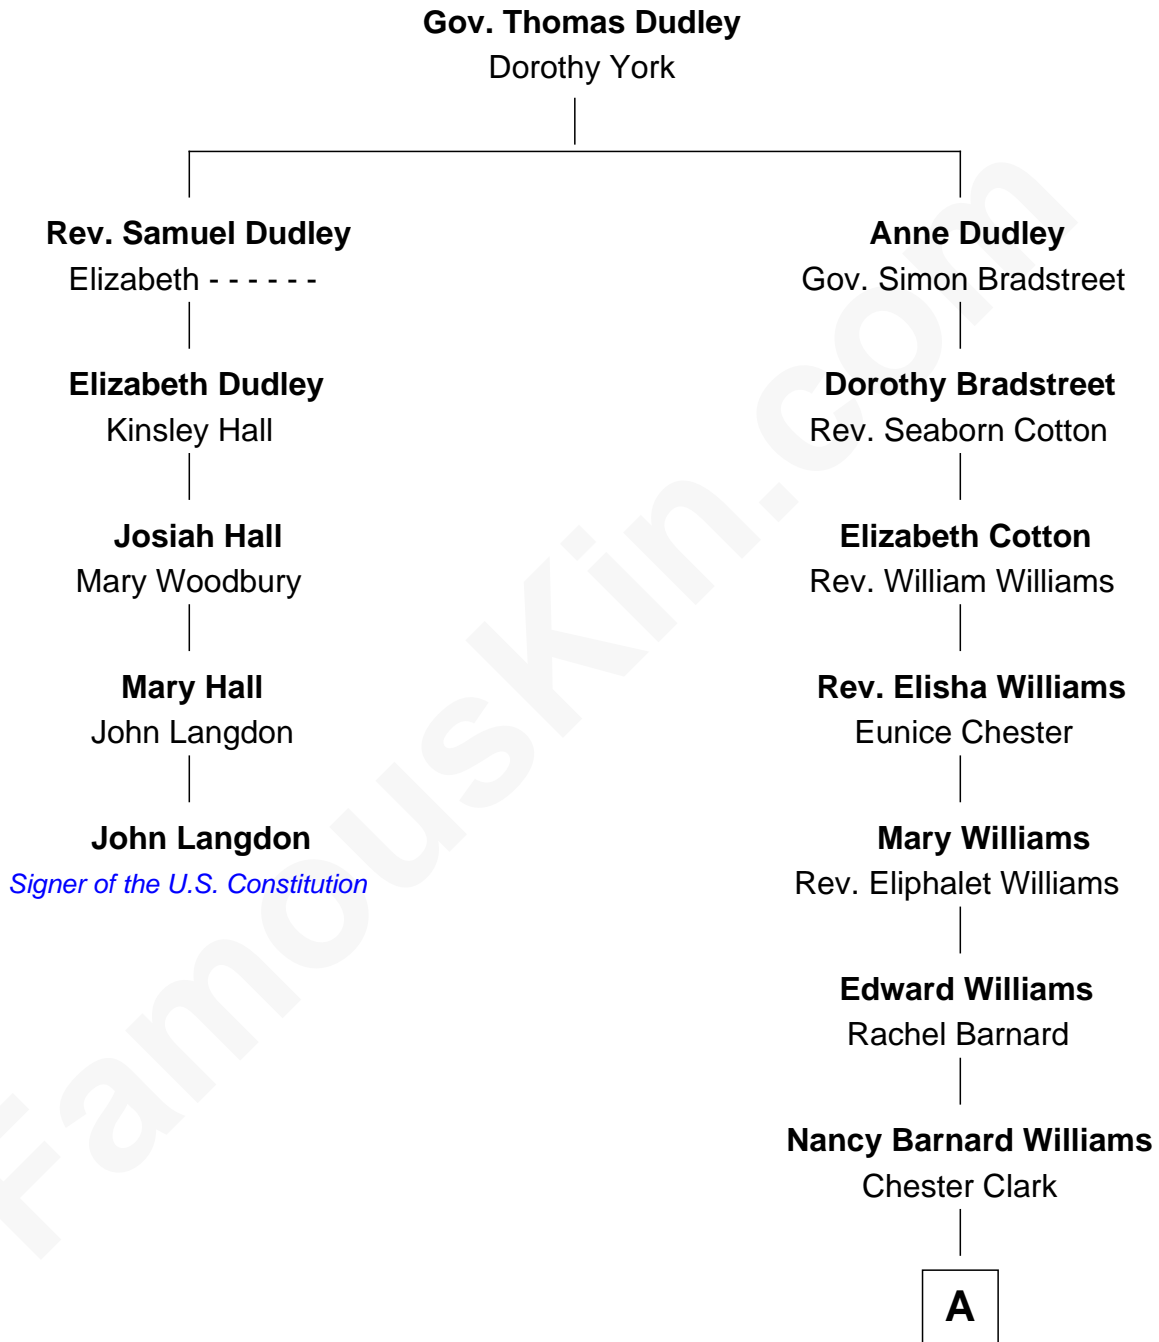 Gov. Thomas Dudley
Dorothy York
Rev. Samuel Dudley
Elizabeth - - - - - -
Elizabeth Dudley
Kinsley Hall
Josiah Hall
Mary Woodbury
Mary Hall
John Langdon
John Langdon
Signer of the U.S. Constitution
Anne Dudley
Gov. Simon Bradstreet
Dorothy Bradstreet
Rev. Seaborn Cotton
Elizabeth Cotton
Rev. William Williams
Rev. Elisha Williams
Eunice Chester
Mary Williams
Rev. Eliphalet Williams
Edward Williams
Rachel Barnard
Nancy Barnard Williams
Chester Clark
A
FamousKin.com